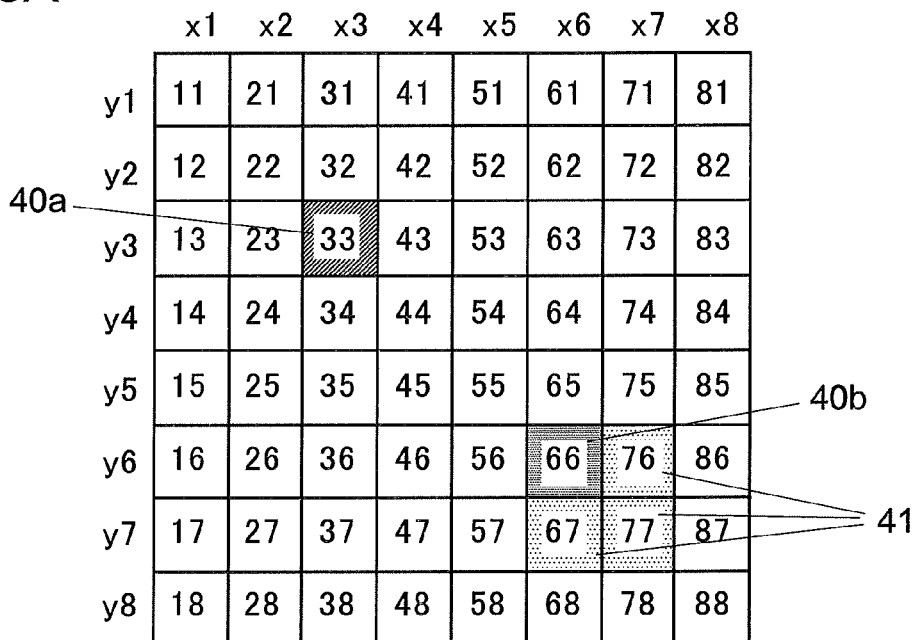 x1 x2 x3 x4 x5 x6 x7 x8
y1 11 21 31 41 51 61 71 81
y2 12 22 32 42 52 62 72 82
40a
y3 13 23 33 43 53 63 73 83
y4 14 24 34 44 54 64 74 84
y5 15 25 35 45 55 65 75 85
40b
y6 16 26 36 46 56 66 76 86
41
y7 17 27 37 47 57 67 77 87
y8 18 28 38 48 58 68 78 88